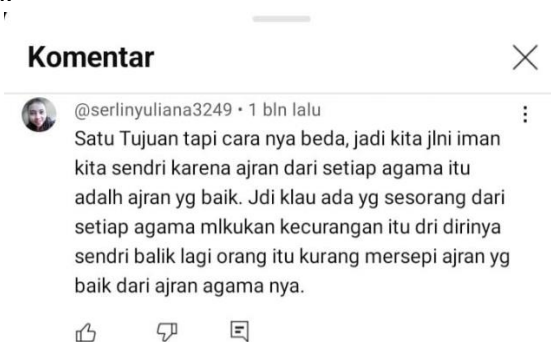 Komentar
@serlinyuliana3249 • 1 bln lalu
Satu Tujuan tapi cara nya beda, jadi kita jlni iman
kita sendri karena ajran dari setiap agama itu
adalh ajran yg baik. Jdi klau ada yg sesorang dari
setiap agama mlkukan kecurangan itu dri dirinya
sendri balik lagi orang itu kurang mersepi ajran yg
baik dari ajran agama nya.